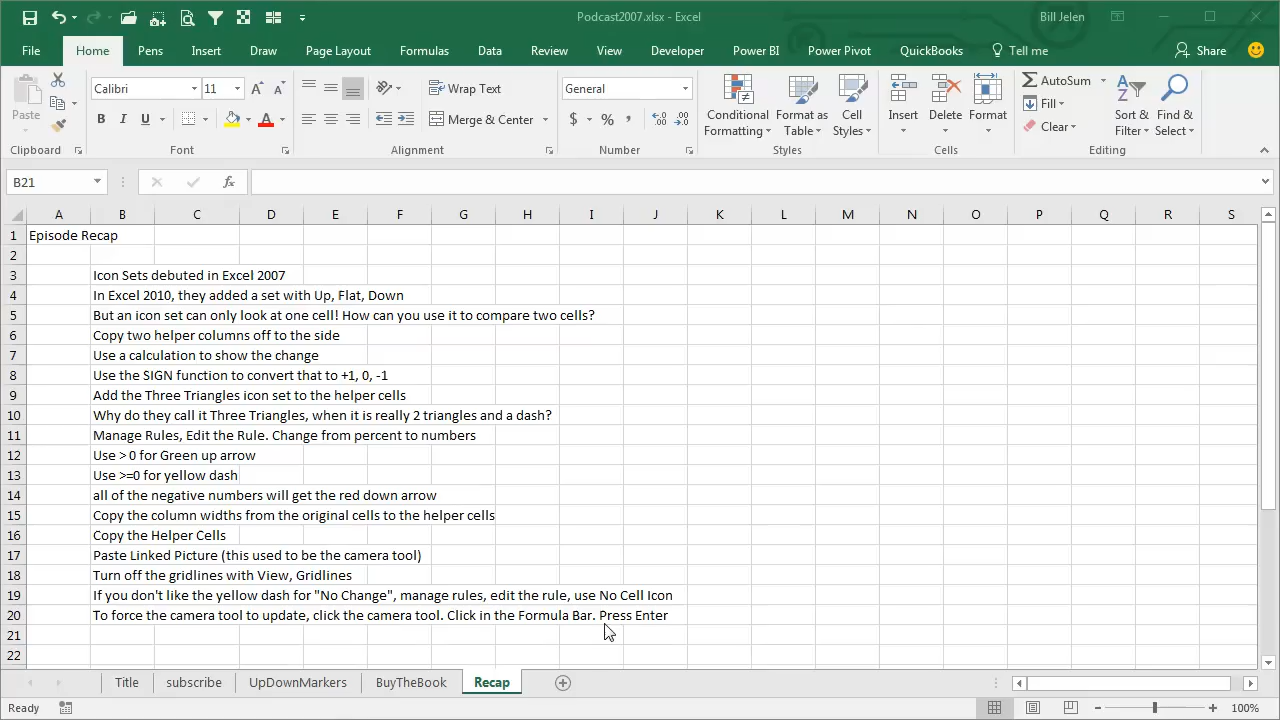 Podcast2007.xlsx - Excel
Bill Jelen
File Home Pens Insert Draw Page Layout Formulas Data Review View Developer Power BI Power Pivot QuickBooks Tell me Share
Calibri 11
Wrap Text
General
AutoSum
Paste
B I U
Merge & Center
$ % ,
Conditional Formatting
Format as Table
Cell Styles
Insert
Delete
Format
Fill
Clear
Sort & Filter
Find & Select
Clipboard Font Alignment Number Styles Cells Editing
B21 fx
A B C D E F G H I J K L M N O P Q R S
1 Episode Recap
2
3 Icon Sets debuted in Excel 2007
4 In Excel 2010, they added a set with Up, Flat, Down
5 But an icon set can only look at one cell! How can you use it to compare two cells?
6 Copy two helper columns off to the side
7 Use a calculation to show the change
8 Use the SIGN function to convert that to +1, 0, -1
9 Add the Three Triangles icon set to the helper cells
10 Why do they call it Three Triangles, when it is really 2 triangles and a dash?
11 Manage Rules, Edit the Rule. Change from percent to numbers
12 Use > 0 for Green up arrow
13 Use >=0 for yellow dash
14 all of the negative numbers will get the red down arrow
15 Copy the column widths from the original cells to the helper cells
16 Copy the Helper Cells
17 Paste Linked Picture (this used to be the camera tool)
18 Turn off the gridlines with View, Gridlines
19 If you don't like the yellow dash for "No Change", manage rules, edit the rule, use No Cell Icon
20 To force the camera tool to update, click the camera tool. Click in the Formula Bar. Press Enter
21
22
Title subscribe UpDownMarkers BuyTheBook Recap
Ready 100%